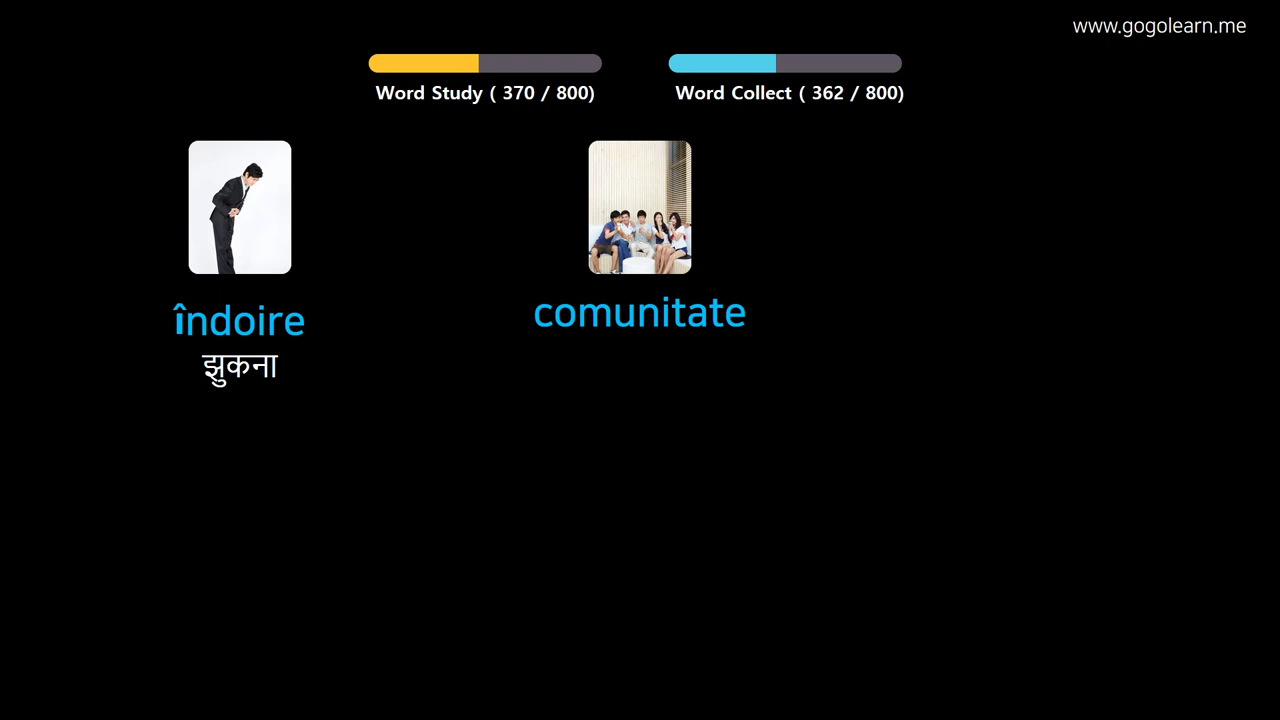 www.gogolearn.me
Word Study ( 370 / 800)
Word Collect ( 362 / 800)
îndoire
झुकना
comunitate